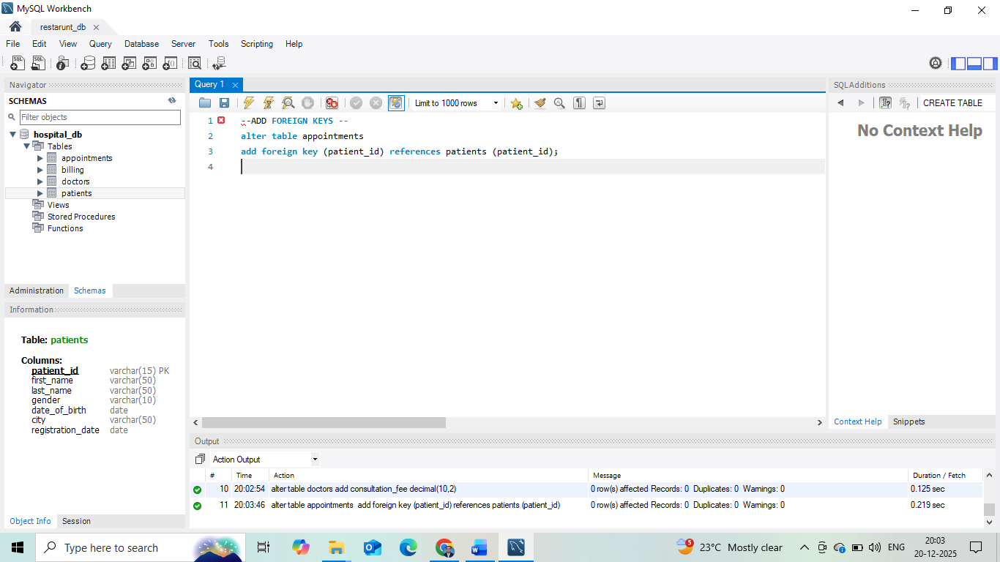 MySQL Workbench
restarunt_db
File Edit View Query Database Server Tools Scripting Help
Navigator
SCHEMAS
Filter objects
hospital_db
Tables
appointments
billing
doctors
patients
Views
Stored Procedures
Functions
Administration Schemas
Information
Table: patients
Columns:
patient_id varchar(15) PK
first_name varchar(50)
last_name varchar(50)
gender varchar(10)
date_of_birth date
city varchar(50)
registration_date date
Object Info Session
Query 1
Limit to 1000 rows
1 --ADD FOREIGN KEYS --
2 alter table appointments
3 add foreign key (patient_id) references patients (patient_id);
4
SQLAdditions
CREATE TABLE
No Context Help
Context Help Snippets
Output
Action Output
# Time Action Message Duration / Fetch
10 20:02:54 alter table doctors add consultation_fee decimal(10,2) 0 row(s) affected Records: 0 Duplicates: 0 Warnings: 0 0.125 sec
11 20:03:46 alter table appointments add foreign key (patient_id) references patients (patient_id) 0 row(s) affected Records: 0 Duplicates: 0 Warnings: 0 0.219 sec
Type here to search
5
23°C Mostly clear
ENG
20:03
20-12-2025